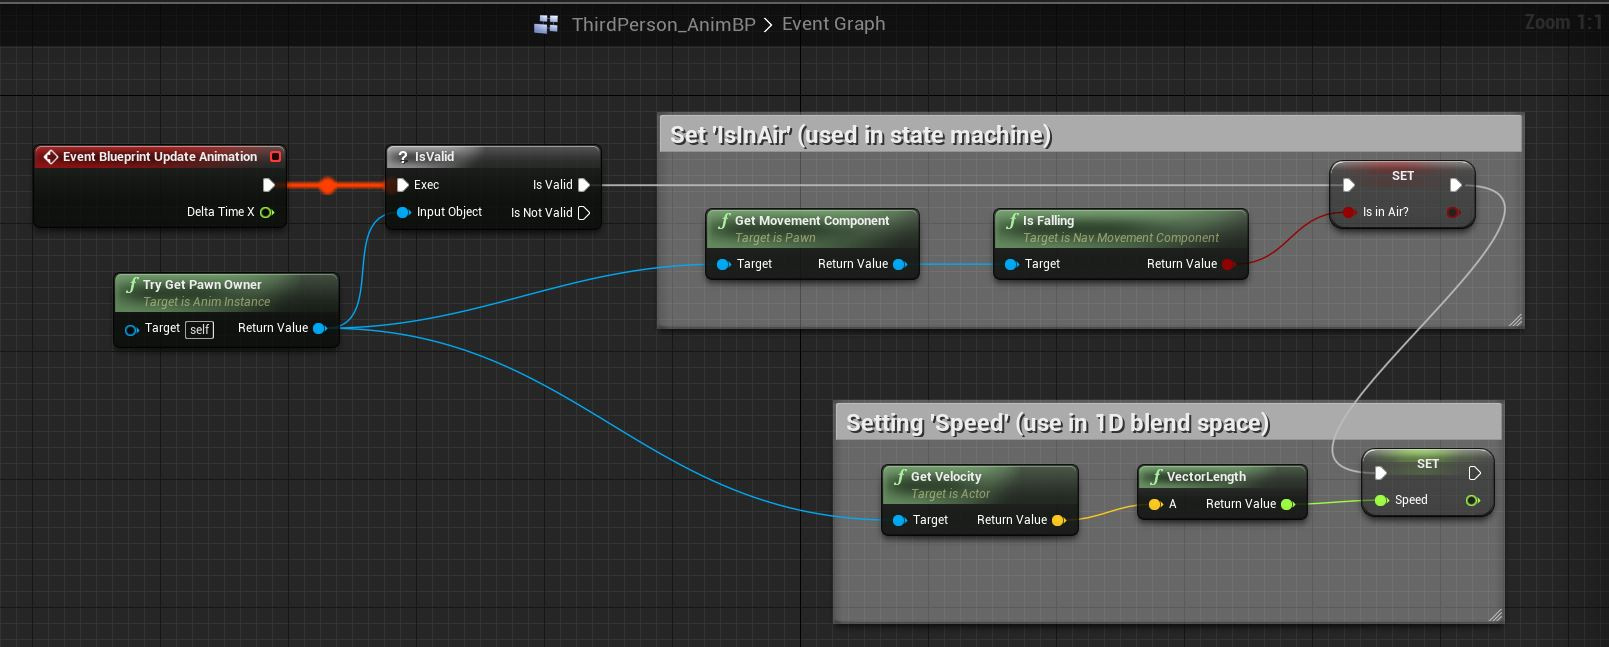 ThirdPerson_AnimBP > Event Graph
Zoom 1:1
Set 'IsInAir' (used in state machine)
Event Blueprint Update Animation
Delta Time X
? IsValid
Exec
Is Valid
Input Object
Is Not Valid
f Try Get Pawn Owner
Target is Anim Instance
Target self
Return Value
f Get Movement Component
Target is Pawn
Target
Return Value
f Is Falling
Target is Nav Movement Component
Target
Return Value
SET
Is in Air?
Setting 'Speed' (use in 1D blend space)
f Get Velocity
Target is Actor
Target
Return Value
f VectorLength
A
Return Value
SET
Speed